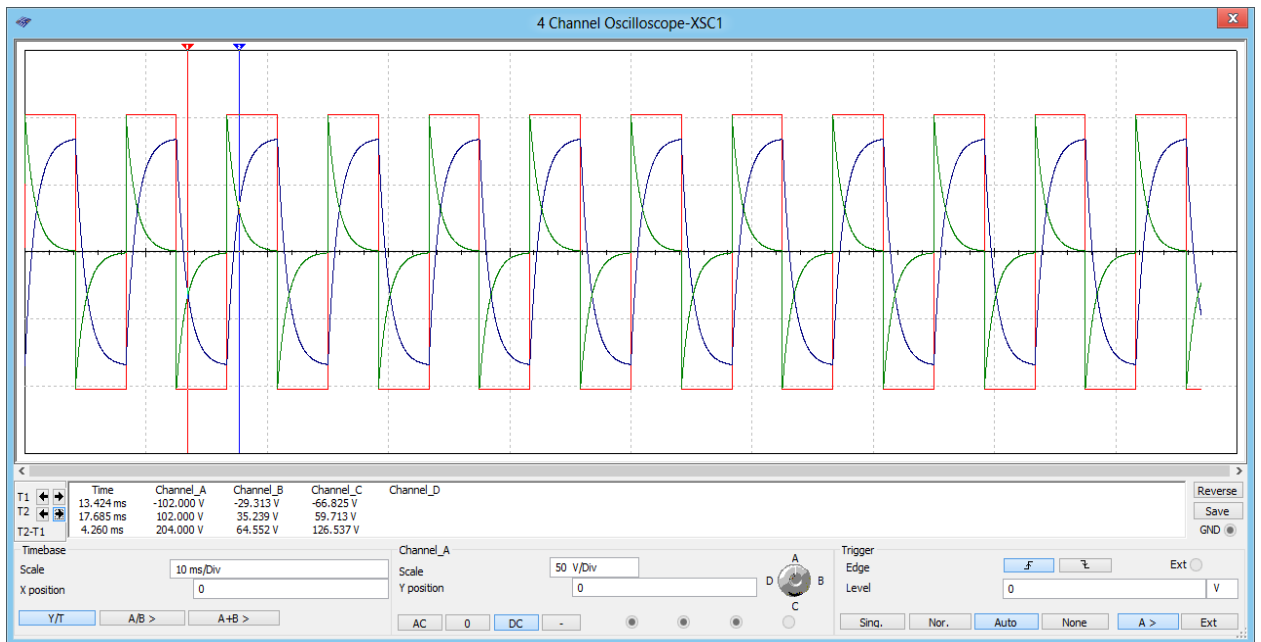 4 Channel Oscilloscope-XSC1
x
1 2
< >
Time Channel_A Channel_B Channel_C Channel_D
T1 13.424 ms -102.000 V -29.313 V -66.825 V
T2 17.685 ms 102.000 V 35.239 V 59.713 V
T2-T1 4.260 ms 204.000 V 64.552 V 126.537 V
Reverse
Save
GND
Timebase
Scale 10 ms/Div
X position 0
Y/T A/B > A+B >
Channel_A
Scale 50 V/Div
Y position 0
A
D B
C
AC 0 DC -
Trigger
Edge Ext
Level 0 V
Sing. Nor. Auto None A > Ext